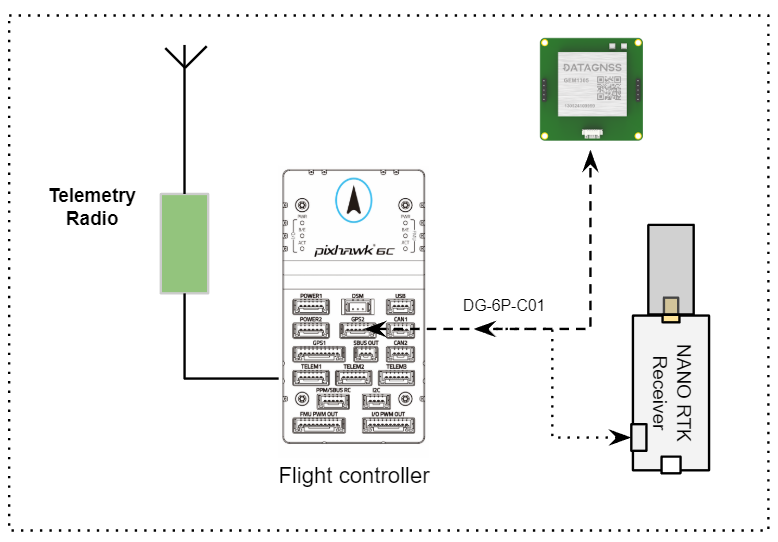 DATAGNSS
GEM1305
Telemetry
Radio
PWR
PWR
B/E
B/E
ACT
ACT
pixhawk 6C
POWER1
DSM
USB
POWER2
GPS2
CAN1
GPS1
SBUS OUT
CAN2
TELEM1
TELEM2
TELEM3
PPM/SBUS RC
I2C
FMU PWM OUT
I/O PWM OUT
DG-6P-C01
NANO RTK
Receiver
Flight controller